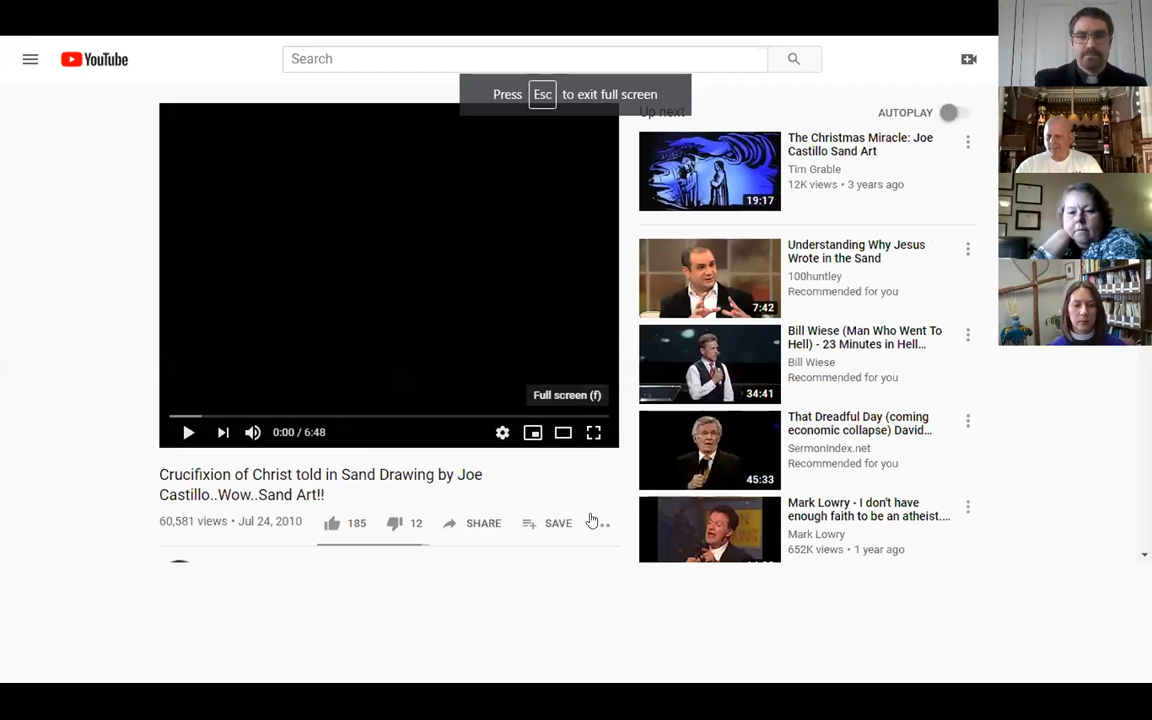 YouTube
Search
Press Esc to exit full screen
Up next
AUTOPLAY
The Christmas Miracle: Joe
Castillo Sand Art
Tim Grable
12K views • 3 years ago
19:17
Understanding Why Jesus
Wrote in the Sand
100huntley
Recommended for you
7:42
Bill Wiese (Man Who Went To
Hell) - 23 Minutes in Hell...
Bill Wiese
Recommended for you
34:41
That Dreadful Day (coming
economic collapse) David...
SermonIndex.net
Recommended for you
45:33
Mark Lowry - I don't have
enough faith to be an atheist....
Mark Lowry
652K views • 1 year ago
Full screen (f)
0:00 / 6:48
Crucifixion of Christ told in Sand Drawing by Joe
Castillo..Wow..Sand Art!!
60,581 views • Jul 24, 2010
185
12
SHARE
SAVE